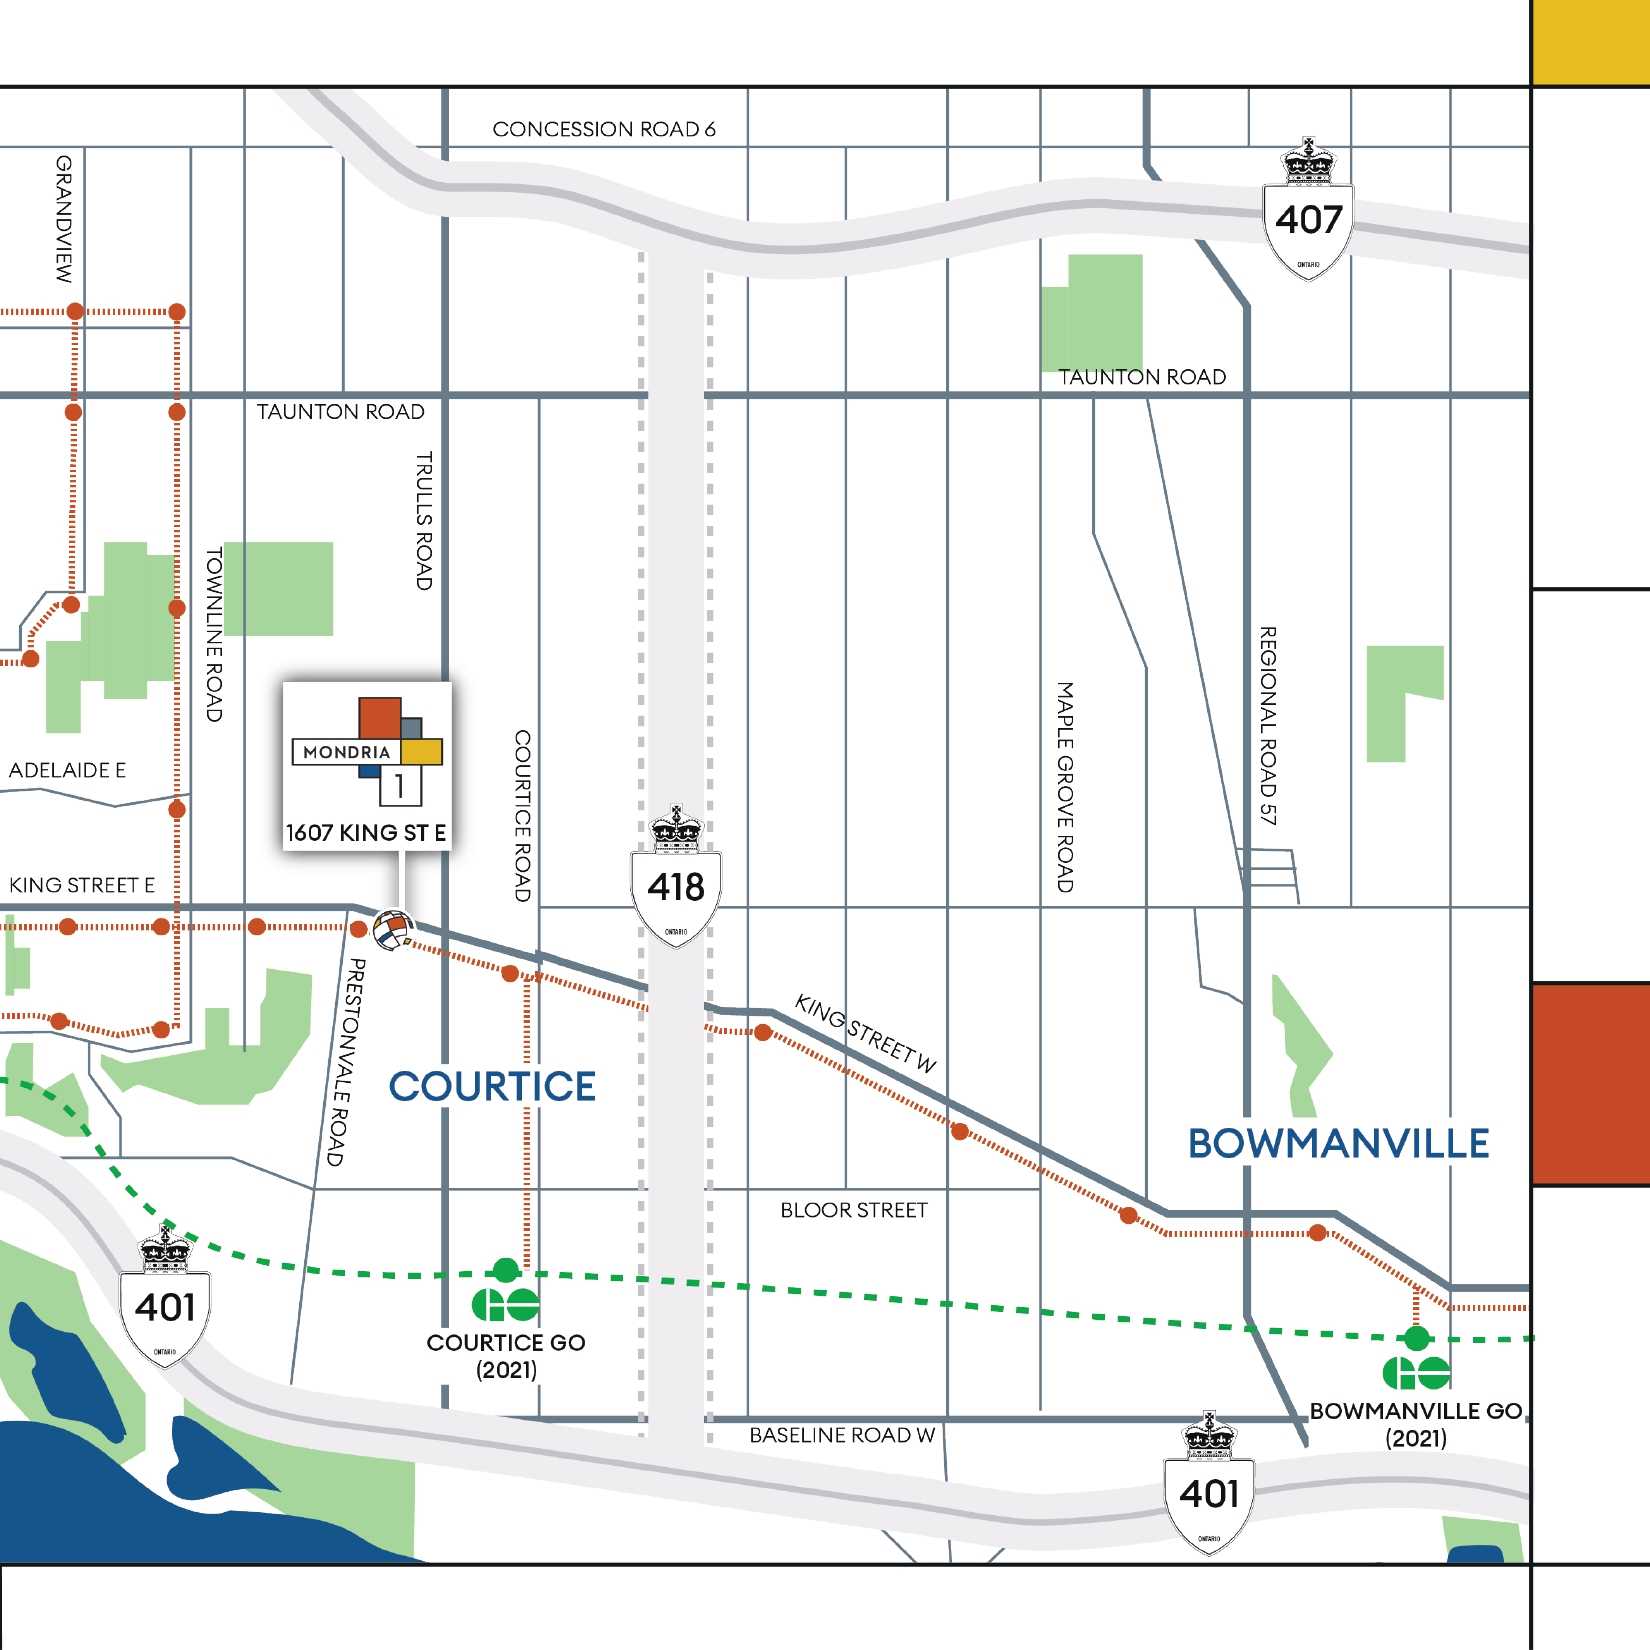 CONCESSION ROAD 6
GRANDVIEW
407
ONTARIO
TAUNTON ROAD
TAUNTON ROAD
TRULLS ROAD
TOWNLINE ROAD
REGIONAL ROAD 57
MAPLE GROVE ROAD
COURTICE ROAD
MONDRIA
1
1607 KING ST E
ADELAIDE E
KING STREET E
418
ONTARIO
PRESTONVALE ROAD
KING STREET W
COURTICE
BOWMANVILLE
BLOOR STREET
401
ONTARIO
GO
COURTICE GO
(2021)
GO
BOWMANVILLE GO
(2021)
BASELINE ROAD W
401
ONTARIO